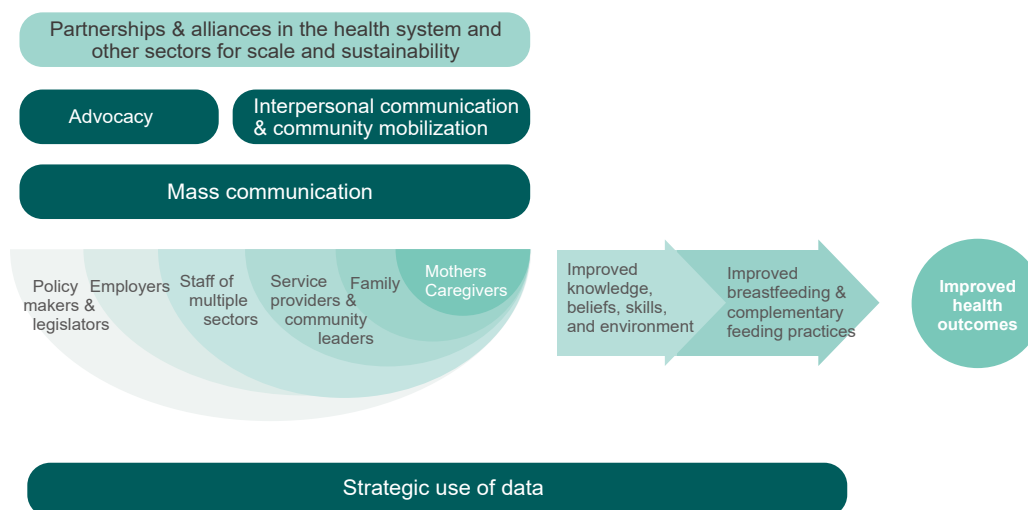 Partnerships & alliances in the health system and
other sectors for scale and sustainability
Advocacy
Interpersonal communication
& community mobilization
Mass communication
Policy
makers &
legislators
Employers
Staff of
multiple
sectors
Service
providers &
community
leaders
Family
Mothers
Caregivers
Improved
knowledge,
beliefs, skills,
and environment
Improved
breastfeeding &
complementary
feeding practices
Improved
health
outcomes
Strategic use of data